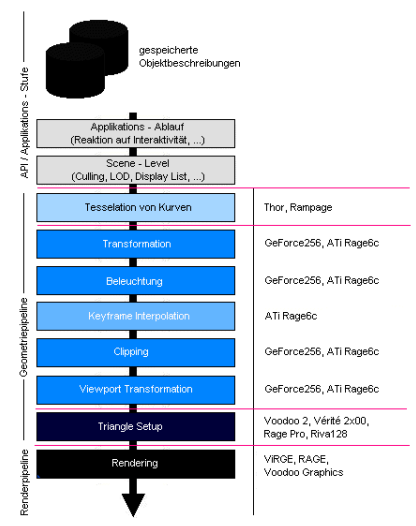 gespeicherte
Objektbeschreibungen
API / Applikations - Stufe
Applikations - Ablauf
(Reaktion auf Interaktivität, ...)
Scene - Level
(Culling, LOD, Display List, ...)
Geometriepipeline
Tesselation von Kurven
Thor, Rampage
Transformation
GeForce256, ATi Rage6c
Beleuchtung
GeForce256, ATi Rage6c
Keyframe Interpolation
ATi Rage6c
Clipping
GeForce256, ATi Rage6c
Viewport Transformation
GeForce256, ATi Rage6c
Triangle Setup
Voodoo 2, Vérité 2x00,
Rage Pro, Riva128
Renderpipeline
Rendering
ViRGE, RAGE,
Voodoo Graphics